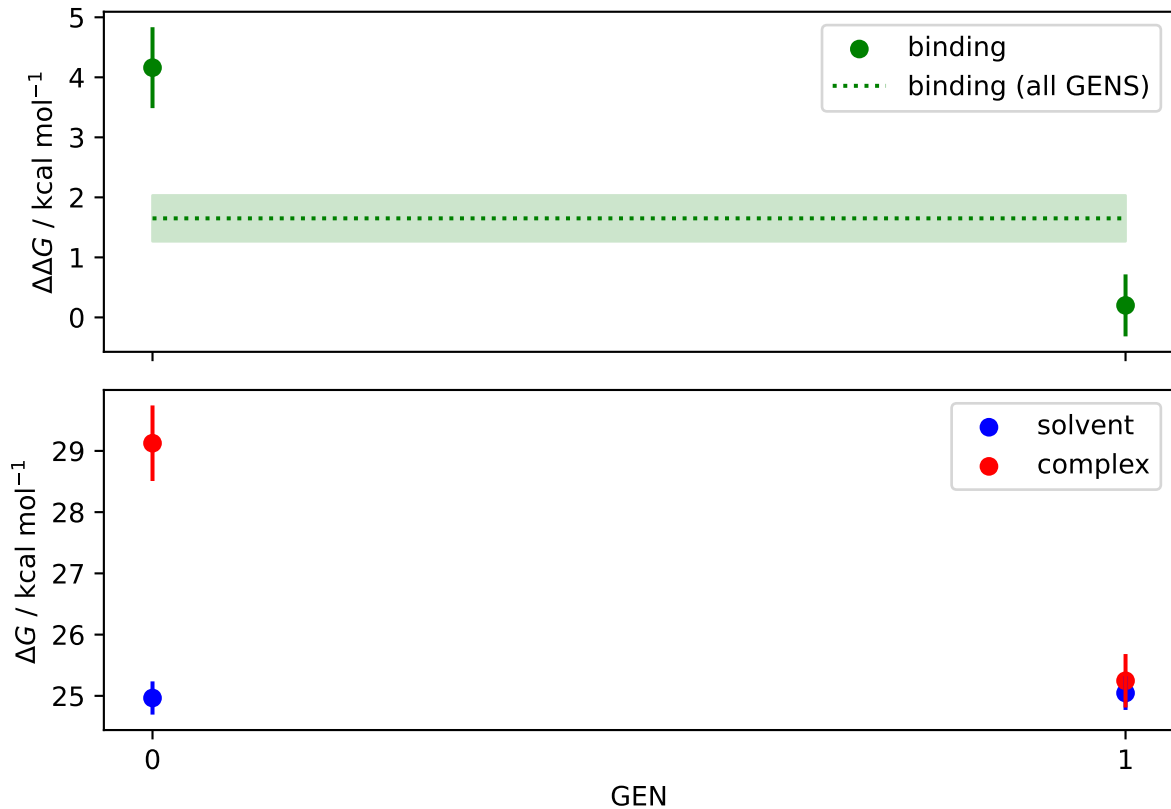 5
4
3
2
1
0
ΔΔG / kcal mol⁻¹
binding
binding (all GENS)
29
28
27
26
25
ΔG / kcal mol⁻¹
solvent
complex
0
1
GEN